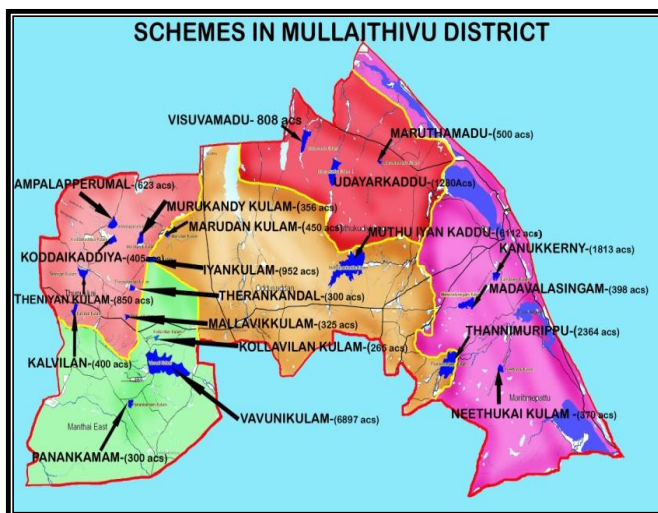 SCHEMES IN MULLAITHIVU DISTRICT
VISUVAMADU- 808 acs
MARUTHAMADU-(500 acs)
AMPALAPPERUMAL-(623 acs)
UDAYARKADDU-(1280Acs)
MURUKANDY KULAM-(356 acs)
MARUDAN KULAM-(450 acs)
MUTHU IYAN KADDU-(6112 acs)
KODDAIKADDIYA-(405 acs)
KANUKKERNY-(1813 acs)
IYANKULAM-(952 acs)
Oddusuddan
MADAVALASINGAM-(398 acs)
THERANKANDAL-(300 acs)
THENIYAN KULAM-(850 acs)
MALLAVIKKULAM-(325 acs)
THANNIMURIPPU-(2364 acs)
KOLLAVILAN KULAM-(265 acs)
KALVILAN-(400 acs)
VAVUNIKULAM-(6897 acs)
NEETHUKAI KULAM -(370 acs)
Maritimepattu
Manthai East
PANANKAMAM-(300 acs)